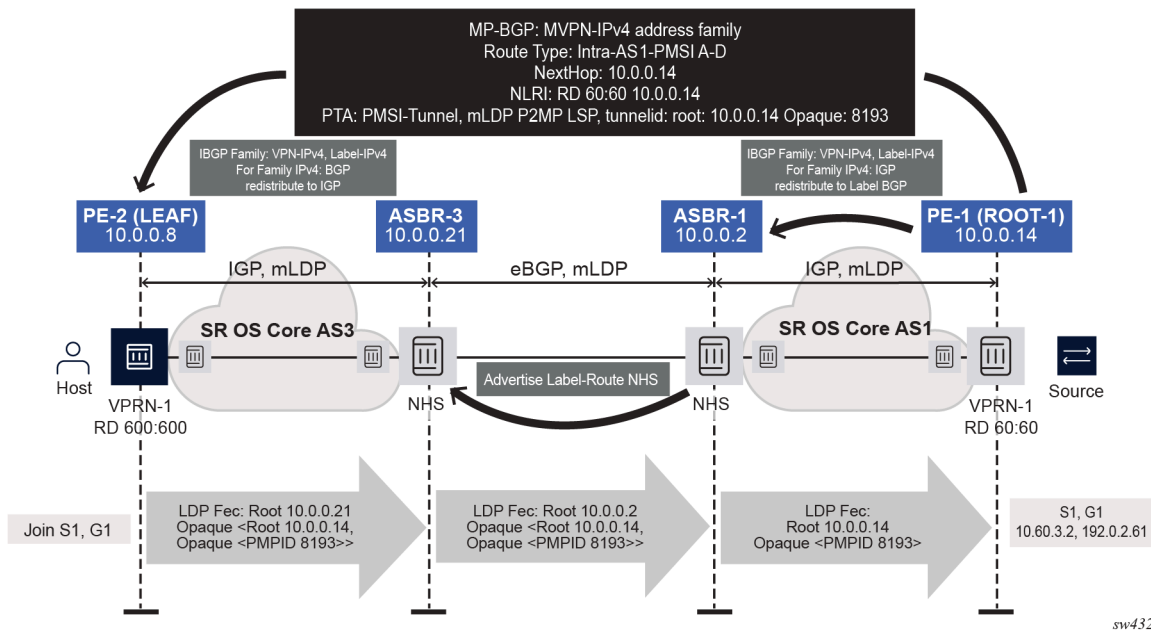 MP-BGP: MVPN-IPv4 address family
Route Type: Intra-AS1-PMSI A-D
NextHop: 10.0.0.14
NLRI: RD 60:60 10.0.0.14
PTA: PMSI-Tunnel, mLDP P2MP LSP, tunnelid: root: 10.0.0.14 Opaque: 8193
IBGP Family: VPN-IPv4, Label-IPv4
For Family IPv4: BGP
redistribute to IGP
IBGP Family: VPN-IPv4, Label-IPv4
For Family IPv4: IGP
redistribute to Label BGP
PE-2 (LEAF)
10.0.0.8
ASBR-3
10.0.0.21
ASBR-1
10.0.0.2
PE-1 (ROOT-1)
10.0.0.14
IGP, mLDP
eBGP, mLDP
IGP, mLDP
SR OS Core AS3
SR OS Core AS1
Host
Advertise Label-Route NHS
Source
VPRN-1
RD 600:600
NHS
NHS
VPRN-1
RD 60:60
Join S1, G1
LDP Fec: Root 10.0.0.21
Opaque <Root 10.0.0.14,
Opaque <PMPID 8193>>
LDP Fec: Root 10.0.0.2
Opaque <Root 10.0.0.14,
Opaque <PMPID 8193>>
LDP Fec:
Root 10.0.0.14
Opaque <PMPID 8193>
S1, G1
10.60.3.2, 192.0.2.61
sw432